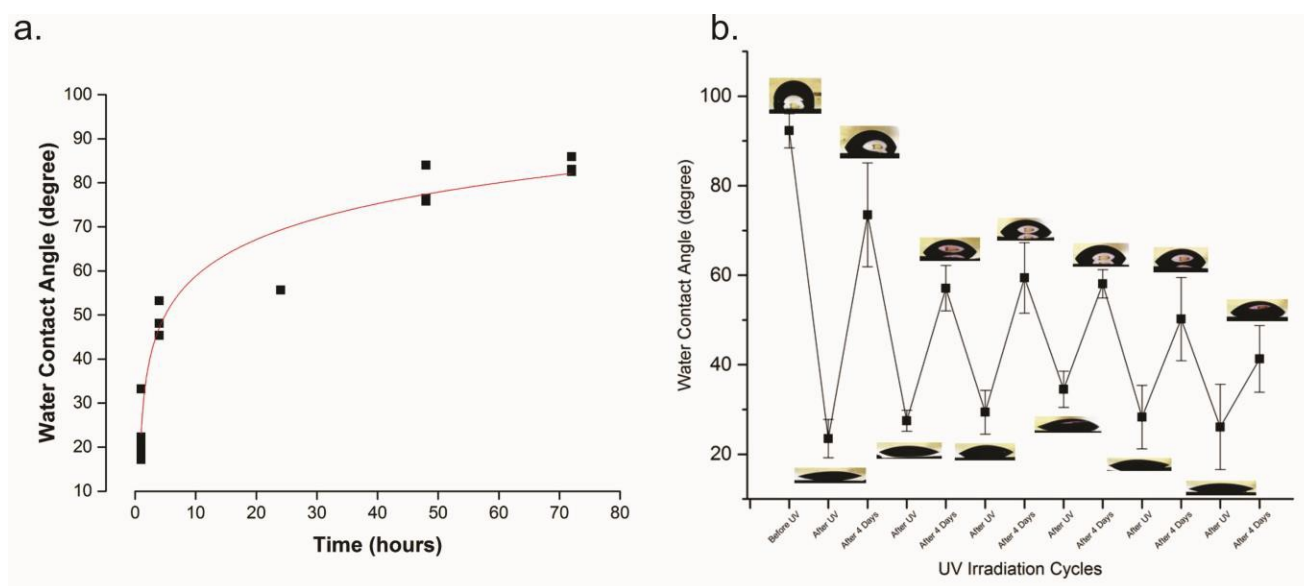 a.
Water Contact Angle (degree)
100
90
80
70
60
50
40
30
20
10
0 10 20 30 40 50 60 70 80
Time (hours)
b.
Water Contact Angle (degree)
100
80
60
40
20
Before UV After UV After 4 Days After UV After 4 Days After UV After 4 Days After UV After 4 Days After UV After 4 Days After UV After 4 Days
UV Irradiation Cycles